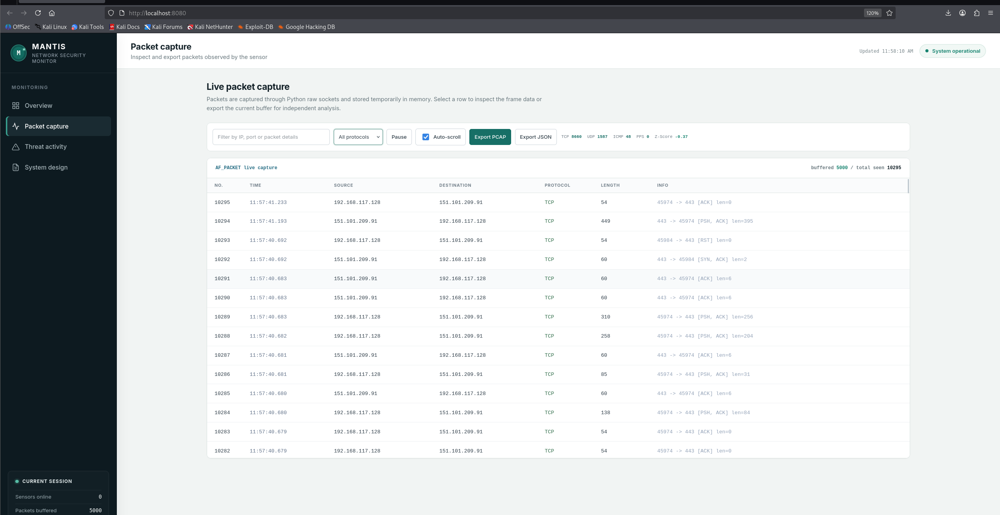 http://localhost:8080
120%
OffSec
Kali Linux
Kali Tools
Kali Docs
Kali Forums
Kali NetHunter
Exploit-DB
Google Hacking DB
M
MANTIS
NETWORK SECURITY
MONITOR
MONITORING
Overview
Packet capture
Threat activity
System design
CURRENT SESSION
Sensors online 0
Packets buffered 5000
Packet capture
Inspect and export packets observed by the sensor
Updated 11:58:10 AM
System operational
Live packet capture
Packets are captured through Python raw sockets and stored temporarily in memory. Select a row to inspect the frame data or
export the current buffer for independent analysis.
Filter by IP, port or packet details
All protocols
Pause
Auto-scroll
Export PCAP
Export JSON
TCP 8660 UDP 1587 ICMP 48 PPS 0 Z-Score -0.37
AF_PACKET live capture
buffered 5000 / total seen 10295
NO. TIME SOURCE DESTINATION PROTOCOL LENGTH INFO
10295 11:57:41.233 192.168.117.128 151.101.209.91 TCP 54 45974 -> 443 [ACK] len=0
10294 11:57:41.193 151.101.209.91 192.168.117.128 TCP 449 443 -> 45974 [PSH, ACK] len=395
10293 11:57:40.692 192.168.117.128 151.101.209.91 TCP 54 45984 -> 443 [RST] len=0
10292 11:57:40.692 151.101.209.91 192.168.117.128 TCP 60 443 -> 45984 [SYN, ACK] len=2
10291 11:57:40.683 151.101.209.91 192.168.117.128 TCP 60 443 -> 45974 [ACK] len=6
10290 11:57:40.683 151.101.209.91 192.168.117.128 TCP 60 443 -> 45974 [ACK] len=6
10289 11:57:40.683 192.168.117.128 151.101.209.91 TCP 310 45974 -> 443 [PSH, ACK] len=256
10288 11:57:40.682 192.168.117.128 151.101.209.91 TCP 258 45974 -> 443 [PSH, ACK] len=204
10287 11:57:40.681 151.101.209.91 192.168.117.128 TCP 60 443 -> 45974 [ACK] len=6
10286 11:57:40.681 192.168.117.128 151.101.209.91 TCP 85 45974 -> 443 [PSH, ACK] len=31
10285 11:57:40.680 151.101.209.91 192.168.117.128 TCP 60 443 -> 45974 [ACK] len=6
10284 11:57:40.680 192.168.117.128 151.101.209.91 TCP 138 45974 -> 443 [PSH, ACK] len=84
10283 11:57:40.679 192.168.117.128 151.101.209.91 TCP 54 45974 -> 443 [ACK] len=0
10282 11:57:40.679 192.168.117.128 151.101.209.91 TCP 54 45974 -> 443 [ACK] len=0